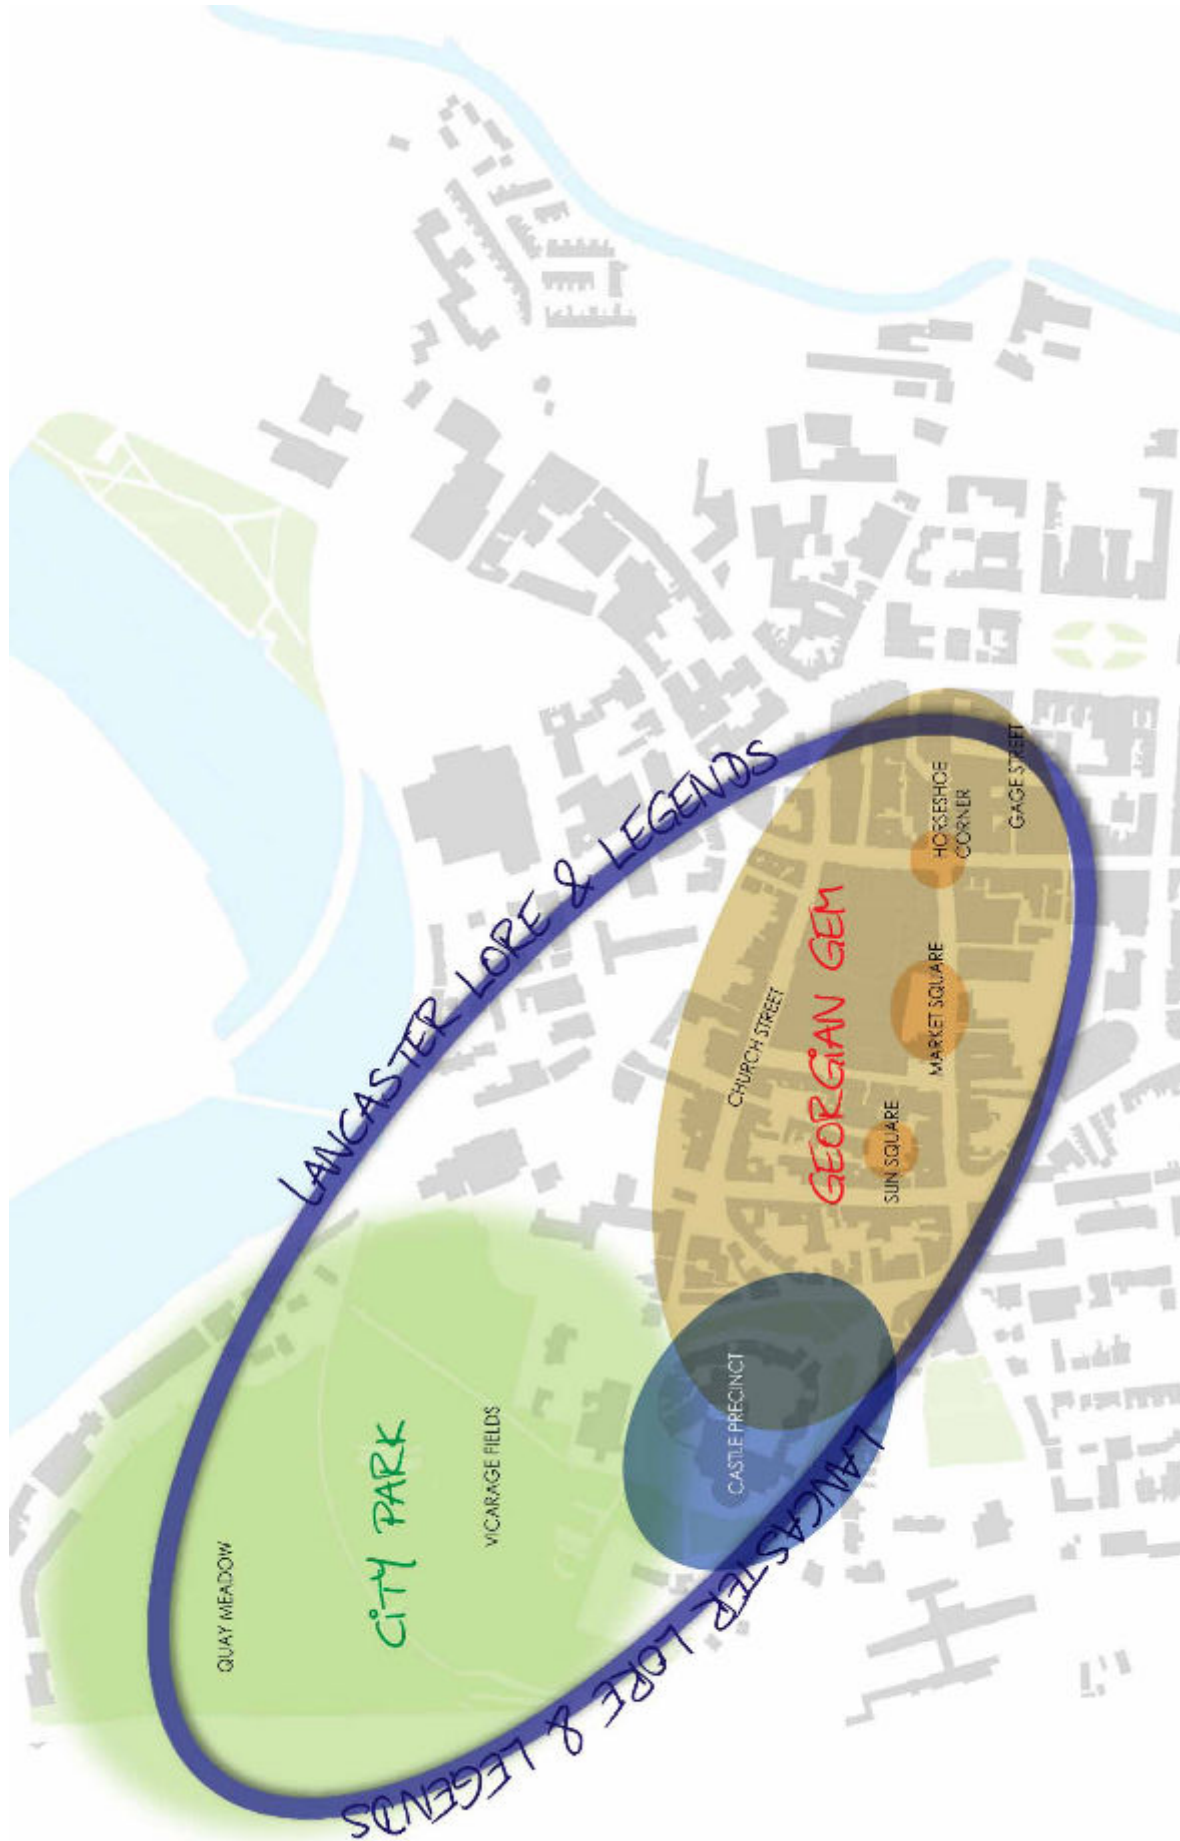 LANCASTER LORE & LEGENDS
QUAY MEADOW
CiTY PARK
VICARAGE FIELDS
CASTLE PRECINCT
CHURCH STREET
GEORGiAN GEM
SUN SQUARE
MARKET SQUARE
HORSESHOE
CORNER
GAGE STREET
LANCASTER LORE & LEGENDS